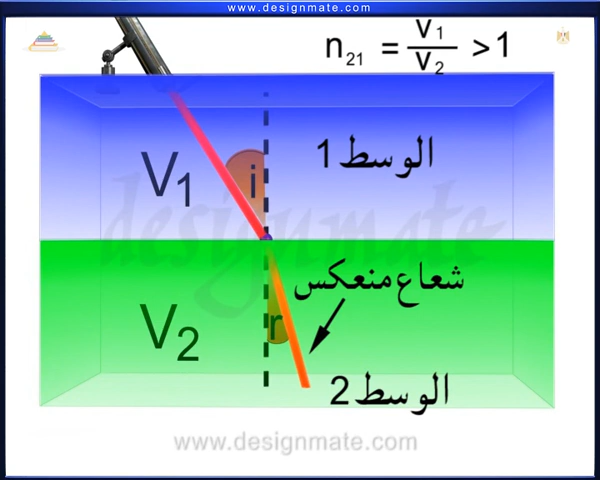 www.designmate.com
n21 = V1/V2 > 1
الوسط 1
V1
i
designmate
شعاع منعكس
V2
r
الوسط 2
www.designmate.com